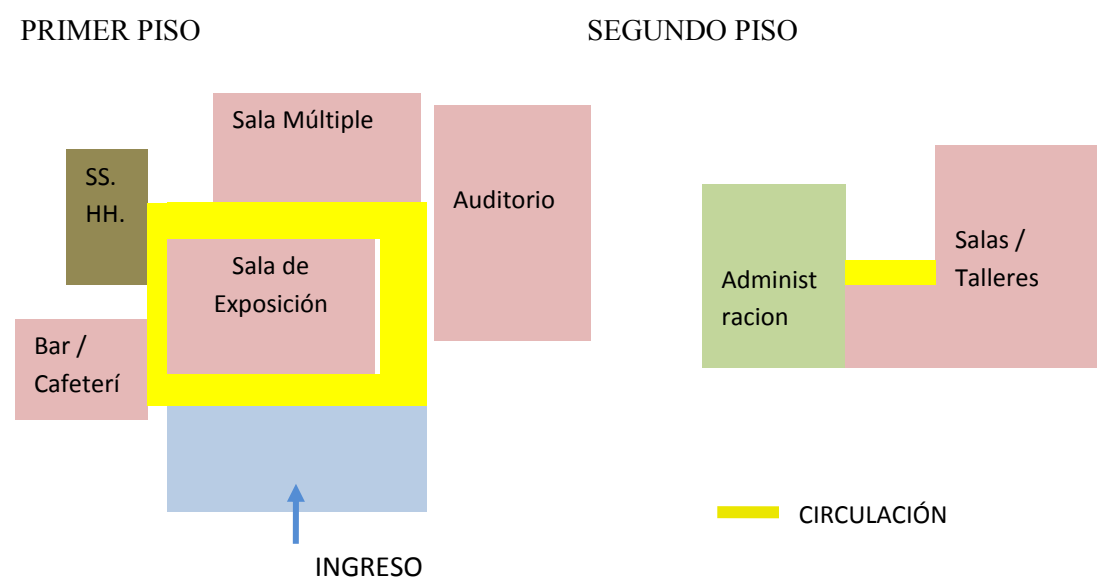 PRIMER PISO
SEGUNDO PISO
Sala Múltiple
SS.
HH.
Auditorio
Sala de
Exposición
Bar /
Cafeterí
Salas /
Talleres
Administ
racion
CIRCULACIÓN
INGRESO